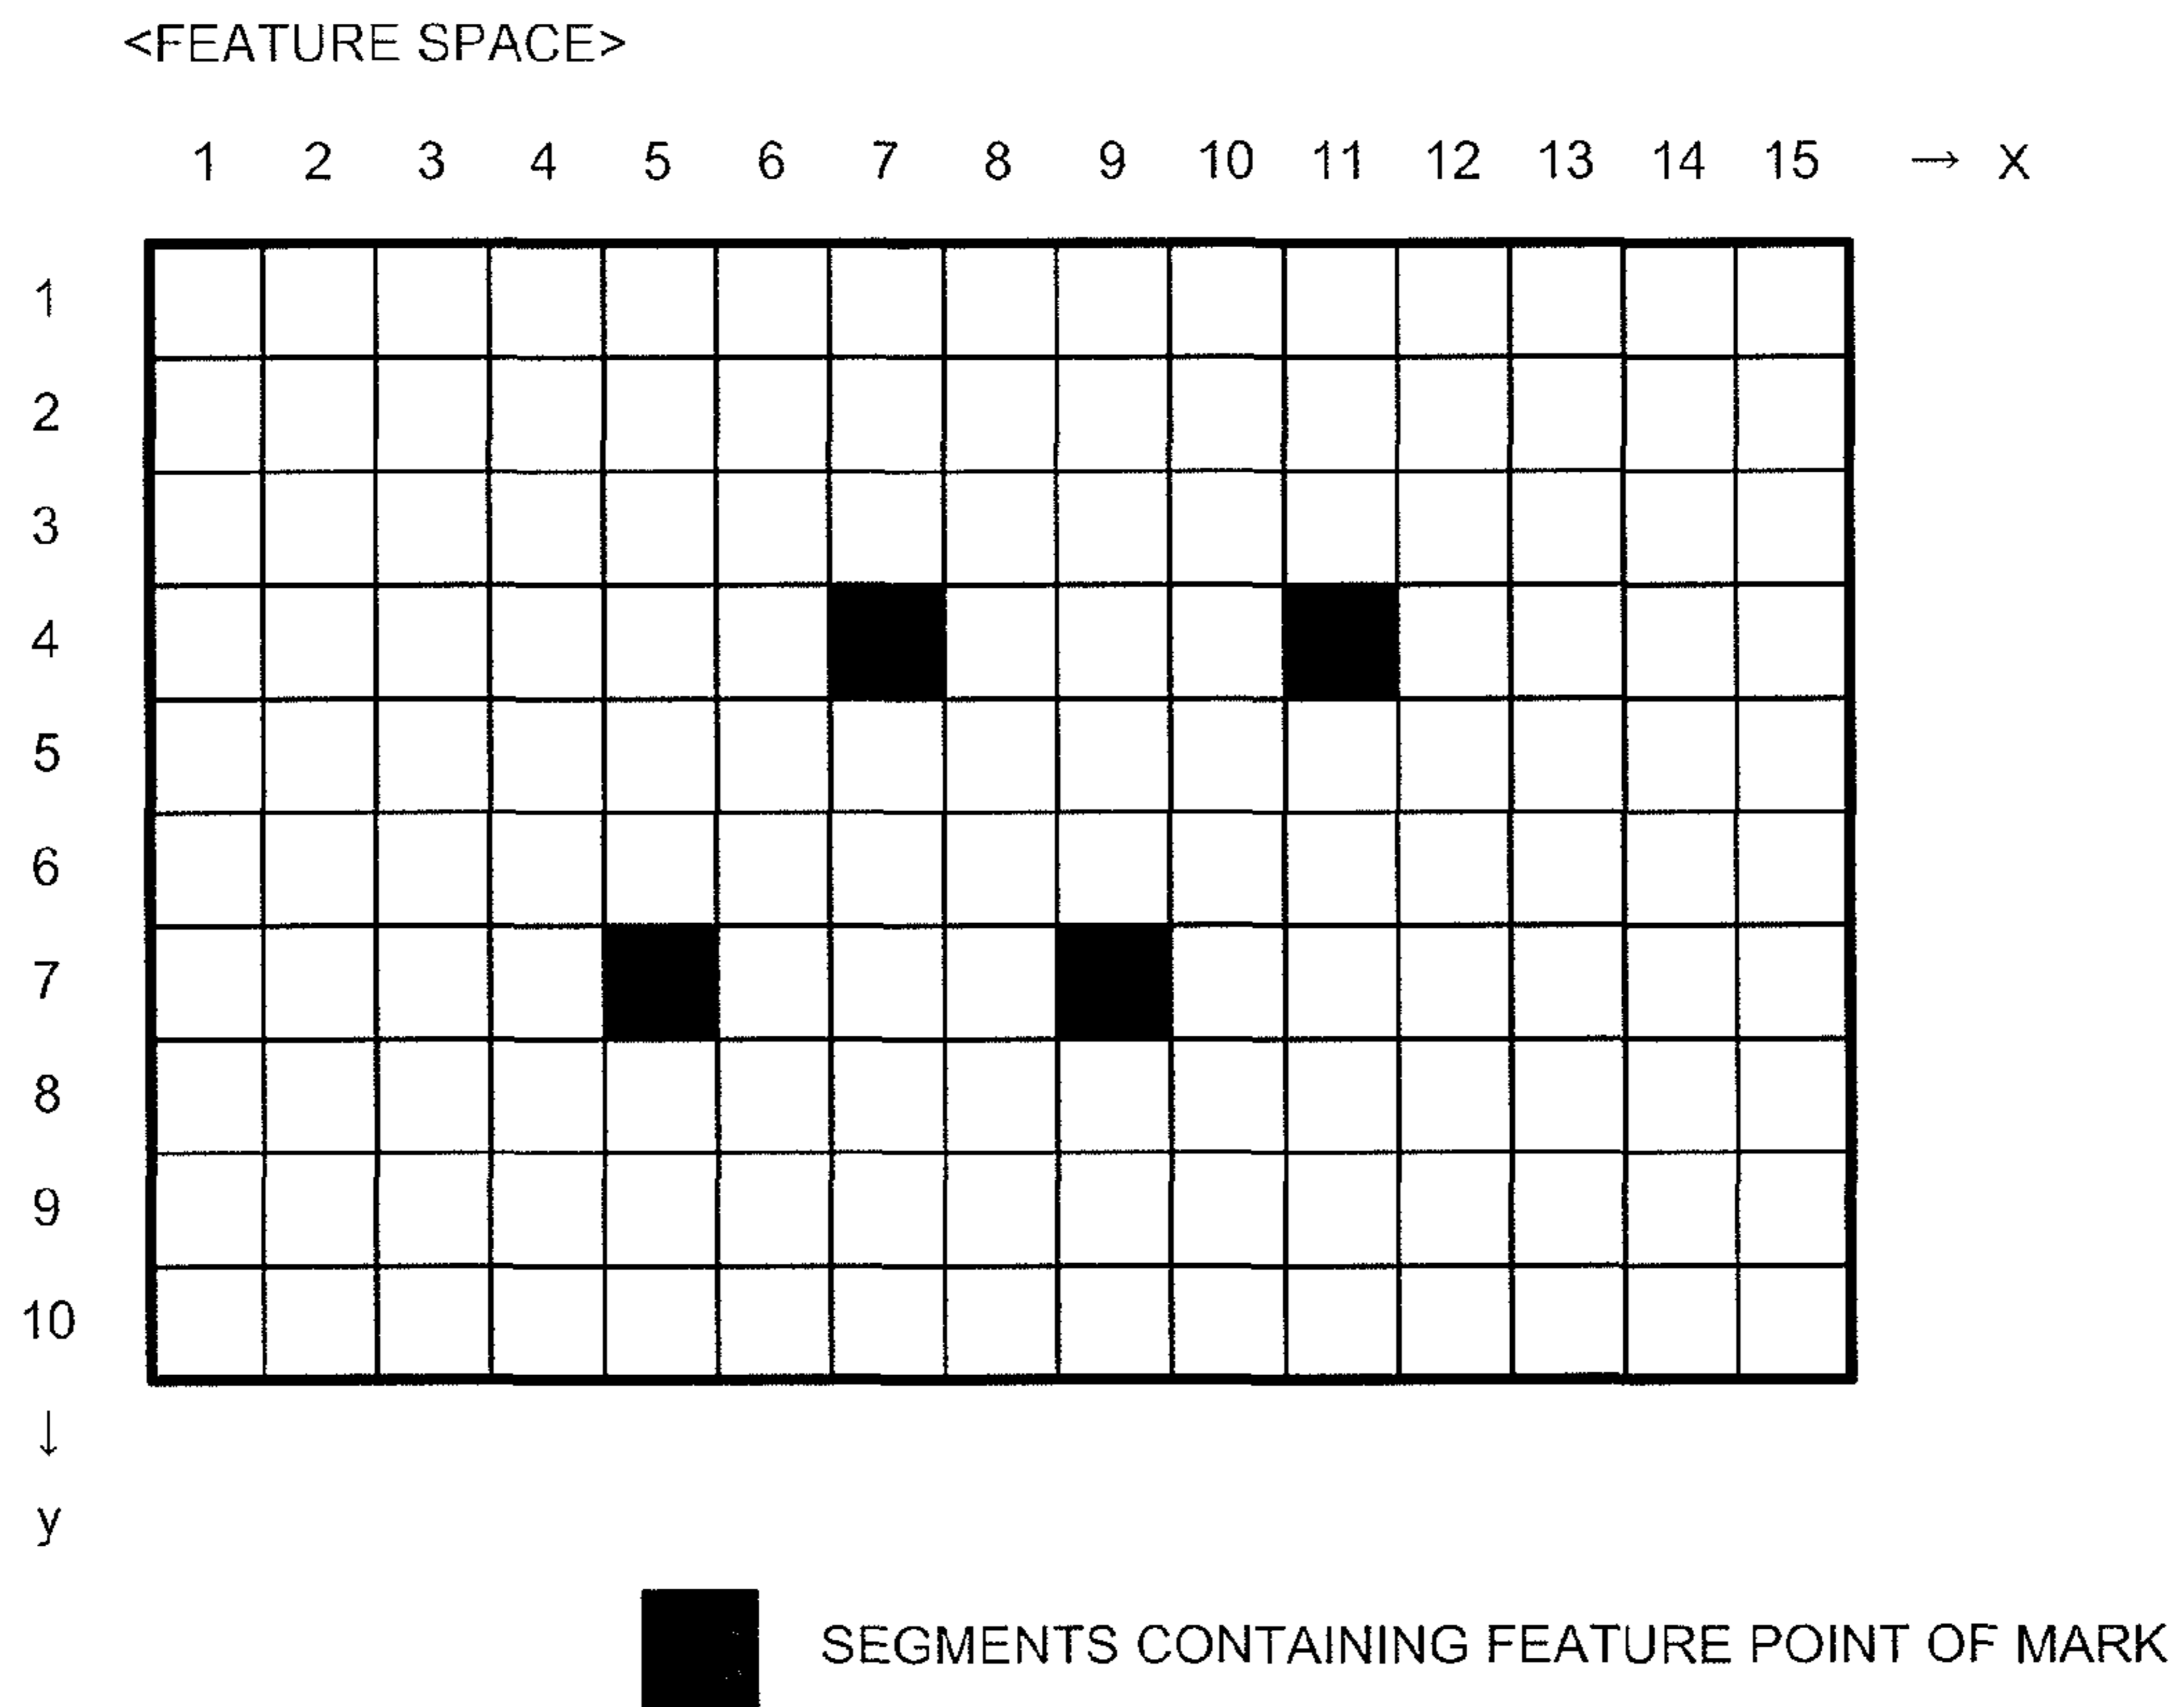 <FEATURE SPACE>
1 2 3 4 5 6 7 8 9 10 11 12 13 14 15 → X
1
2
3
4
5
6
7
8
9
10
↓
y
SEGMENTS CONTAINING FEATURE POINT OF MARK